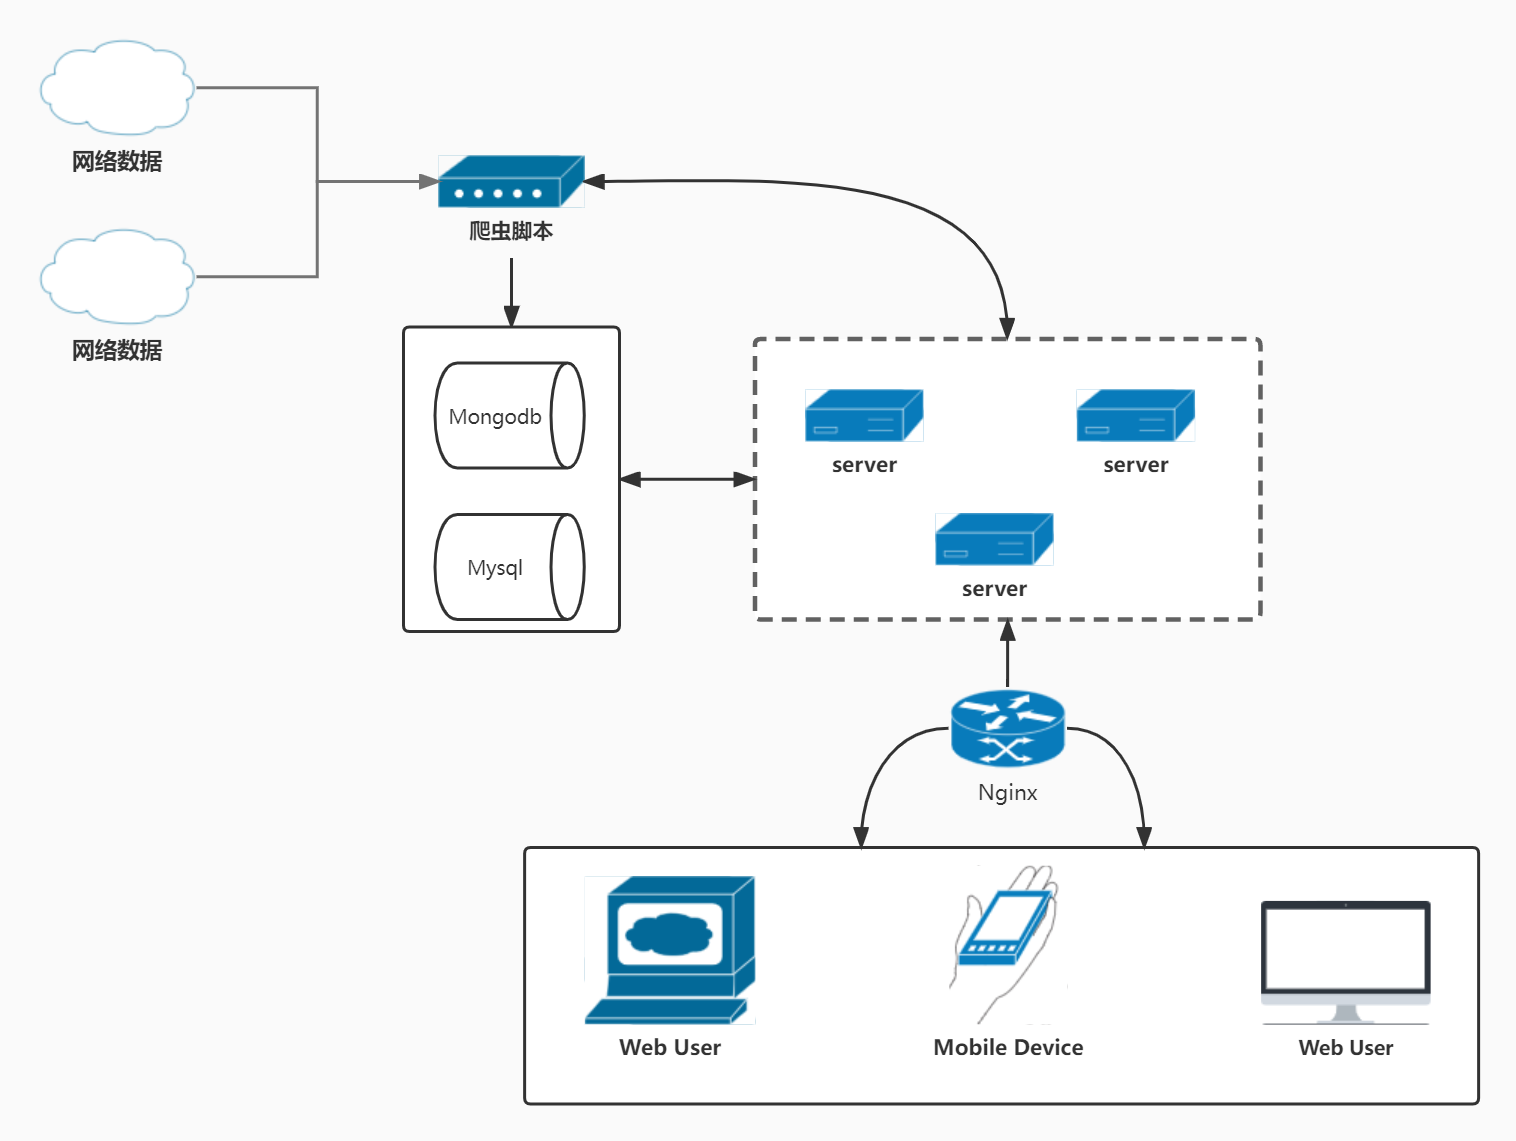 网络数据
爬虫脚本
网络数据
Mongodb
server
server
Mysql
server
Nginx
Web User
Mobile Device
Web User